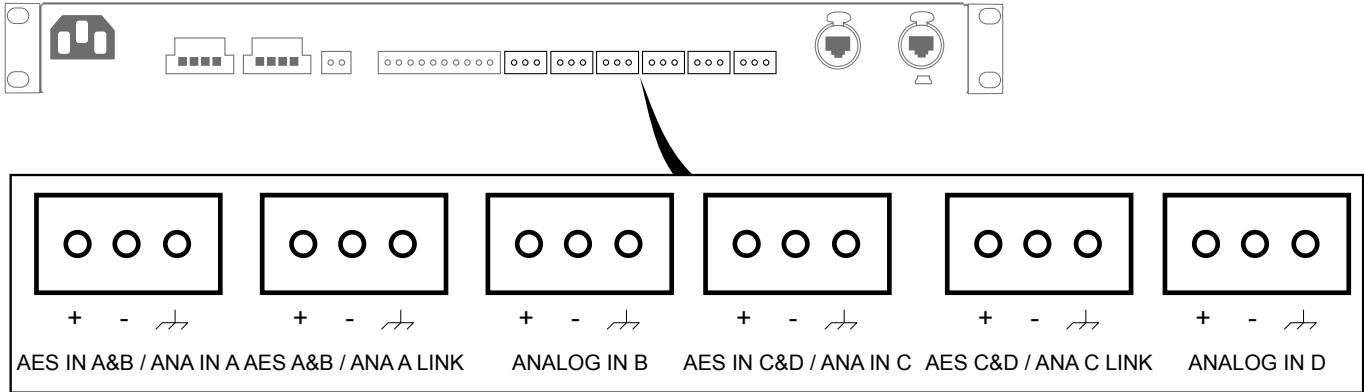 + - + - + - + - + - + -
AES IN A&B / ANA IN A AES A&B / ANA A LINK ANALOG IN B AES IN C&D / ANA IN C AES C&D / ANA C LINK ANALOG IN D